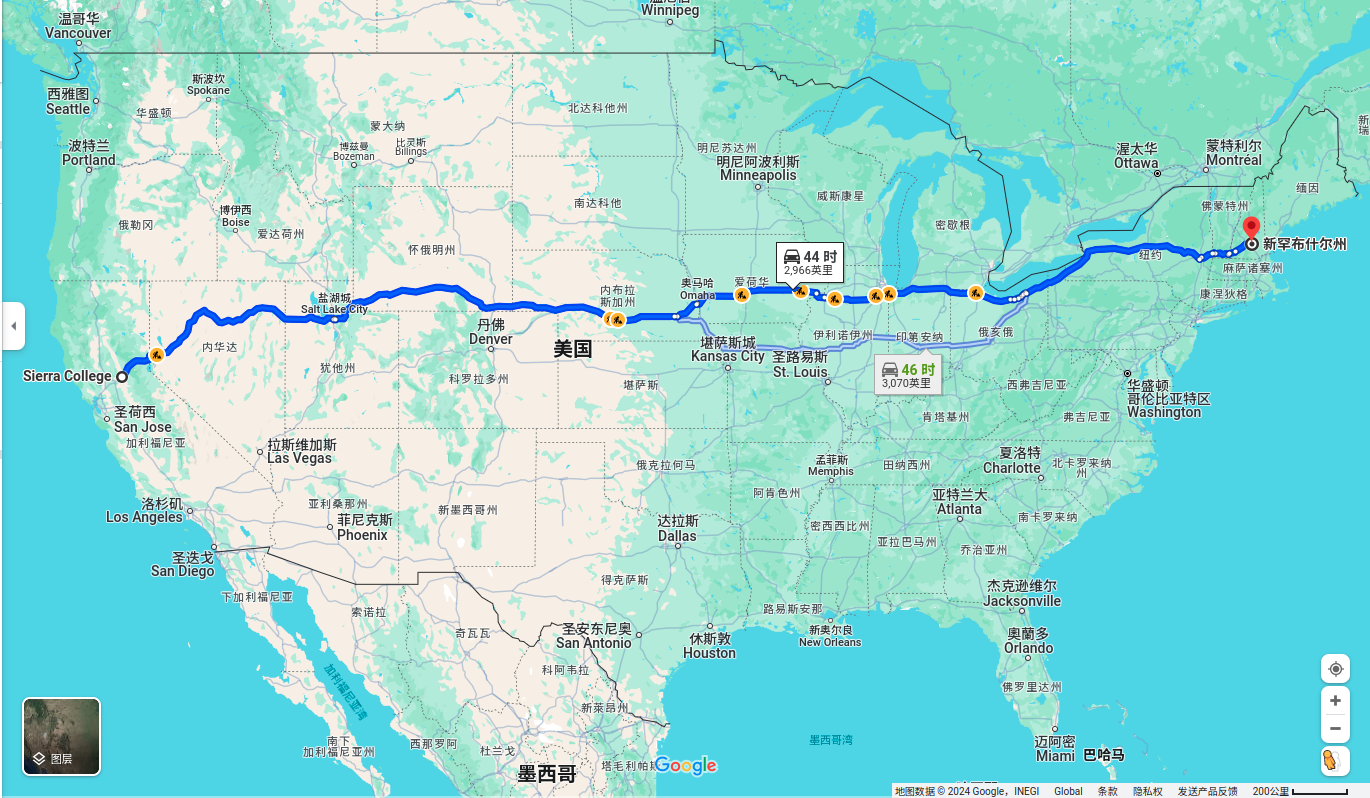 温哥华
Vancouver
Winnipeg
斯波坎
Spokane
西雅图
Seattle
华盛顿
北达科他州
蒙大纳
波特兰
Portland
博兹曼
Bozeman
比灵斯
Billings
明尼苏达州
明尼阿波利斯
Minneapolis
渥太华
Ottawa
蒙特利尔
Montréal
缅因
威斯康星
南达科他
佛蒙特州
俄勒冈
博伊西
Boise
爱达荷州
密歇根
怀俄明州
新罕布什尔州
纽约
44 时
2,966英里
麻萨诸塞州
奥马哈
Omaha
爱荷华
内布拉
斯加州
康涅狄格
盐湖城
Salt Lake City
丹佛
Denver
内华达
美国
伊利诺伊州
印第安纳
俄亥俄
堪萨斯城
Kansas City
圣路易斯
St. Louis
46 时
3,070英里
Sierra College
犹他州
科罗拉多州
堪萨斯
西弗吉尼亚
华盛顿
哥伦比亚特区
Washington
圣荷西
San Jose
加利福尼亚
肯塔基州
弗吉尼亚
拉斯维加斯
Las Vegas
俄克拉何马
孟菲斯
Memphis
田纳西州
夏洛特
Charlotte
北卡罗来纳
州
洛杉矶
Los Angeles
亚利桑那州
菲尼克斯
Phoenix
新墨西哥州
阿肯色州
亚特兰大
Atlanta
南卡罗来纳
达拉斯
Dallas
密西西比州
亚拉巴马州
乔治亚州
圣迭戈
San Diego
得克萨斯
下加利福尼亚
索诺拉
奇瓦瓦
路易斯安那
杰克逊维尔
Jacksonville
圣安东尼奥
San Antonio
休斯敦
Houston
新奥尔良
New Orleans
奧蘭多
Orlando
科阿韦拉
加利福尼亚湾
佛罗里达州
新莱昂州
南下
加利福尼亚州
西那罗阿
杜兰戈
墨西哥
塔毛利帕斯
墨西哥湾
迈阿密
Miami
巴哈马
图层
Google
地图数据 © 2024 Google，INEGI Global 条款 隐私权 发送产品反馈 200公里